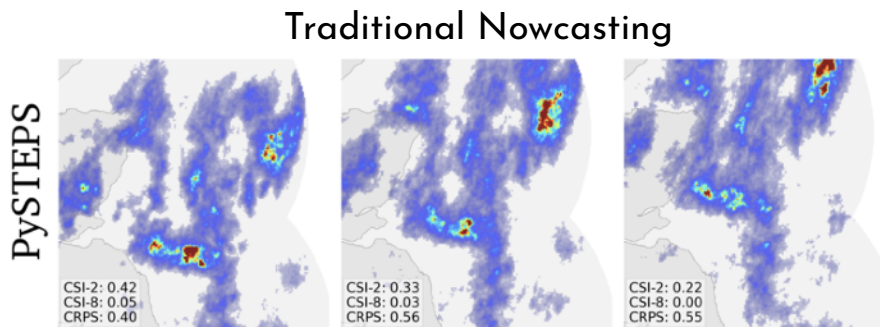 Traditional Nowcasting
PySTEPS
CSI-2: 0.42
CSI-8: 0.05
CRPS: 0.40
CSI-2: 0.33
CSI-8: 0.03
CRPS: 0.56
CSI-2: 0.22
CSI-8: 0.00
CRPS: 0.55